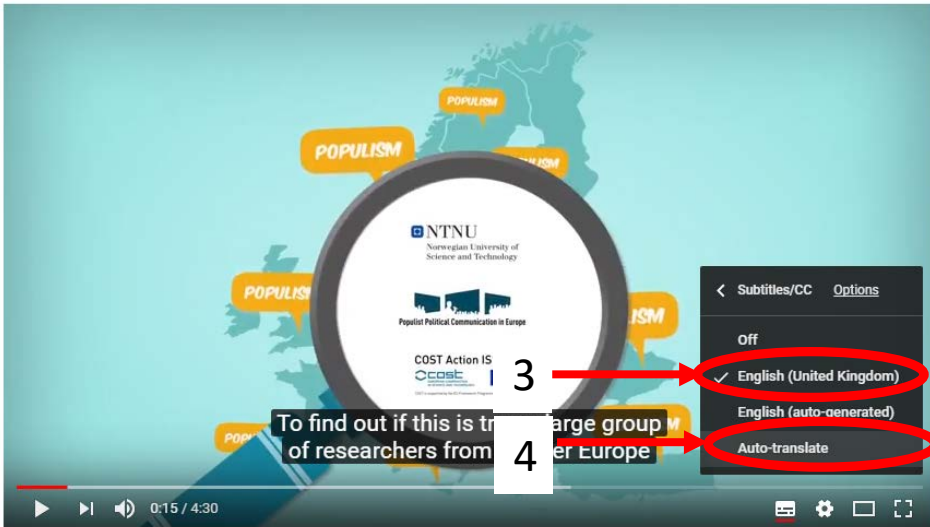 POPULISM
POPULISM
POPULISM
NTNU
Norwegian University of
Science and Technology
POPULIS
ISM
Populist Political Communication in Europe
COST Action IS
cost
Subtitles/CC Options
Off
English (United Kingdom)
English (auto-generated)
Auto-translate
3
4
To find out if this is tr arge group
of researchers from er Europe
POP
M
0:15 / 4:30